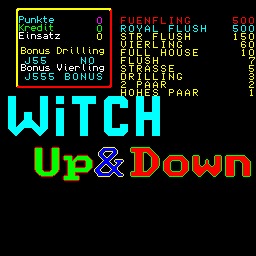 Punkte 0
Kredit 0
Einsatz 0
Bonus Drilling
J55 NO
Bonus Vierling
J555 BONUS
FUENFLING 500
ROYAL FLUSH 500
STR FLUSH 150
VIERLING 60
FULL HOUSE 10
FLUSH 7
STRASSE 5
DRILLING 3
2 PAAR 2
HOHES PAAR 1
WiTCH
Up&Down